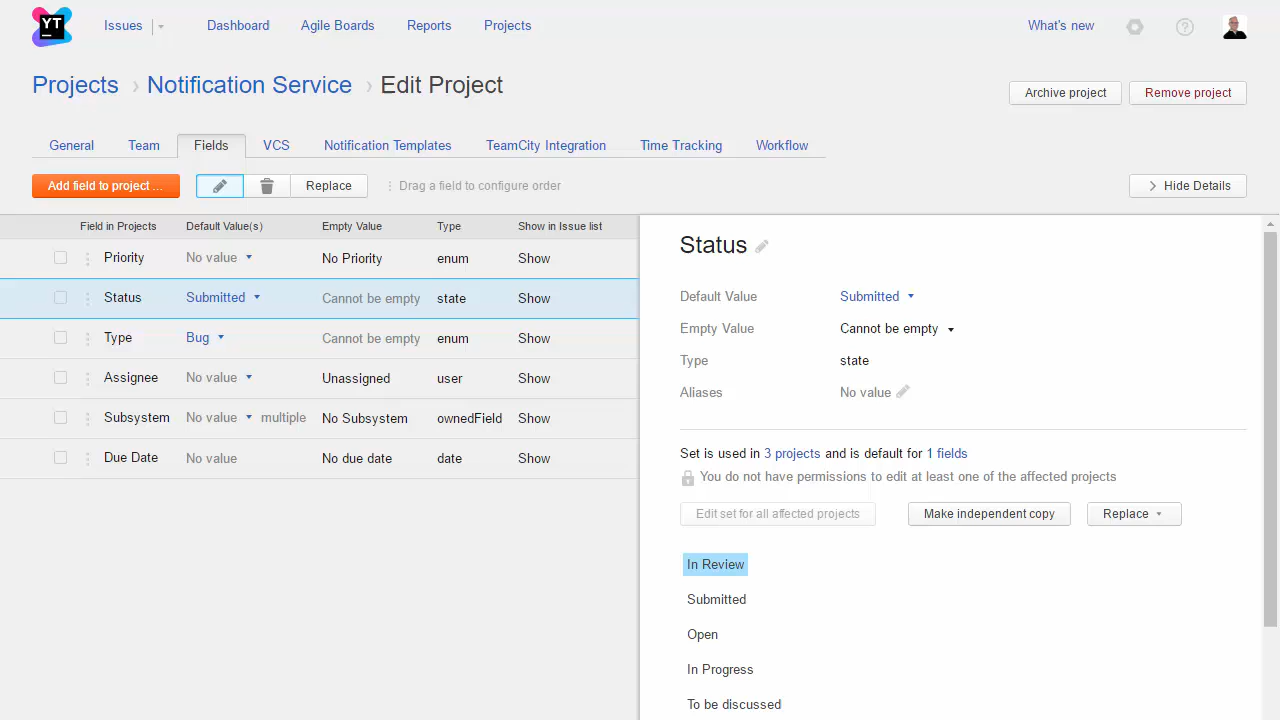 YT
Issues Dashboard Agile Boards Reports Projects What's new
Projects › Notification Service › Edit Project
Archive project Remove project
General Team Fields VCS Notification Templates TeamCity Integration Time Tracking Workflow
Add field to project ... Replace Drag a field to configure order Hide Details
Field in Projects Default Value(s) Empty Value Type Show in Issue list
Priority No value No Priority enum Show
Status Submitted Cannot be empty state Show
Type Bug Cannot be empty enum Show
Assignee No value Unassigned user Show
Subsystem No value multiple No Subsystem ownedField Show
Due Date No value No due date date Show
Status
Default Value Submitted
Empty Value Cannot be empty
Type state
Aliases No value
Set is used in 3 projects and is default for 1 fields
You do not have permissions to edit at least one of the affected projects
Edit set for all affected projects Make independent copy Replace
In Review
Submitted
Open
In Progress
To be discussed